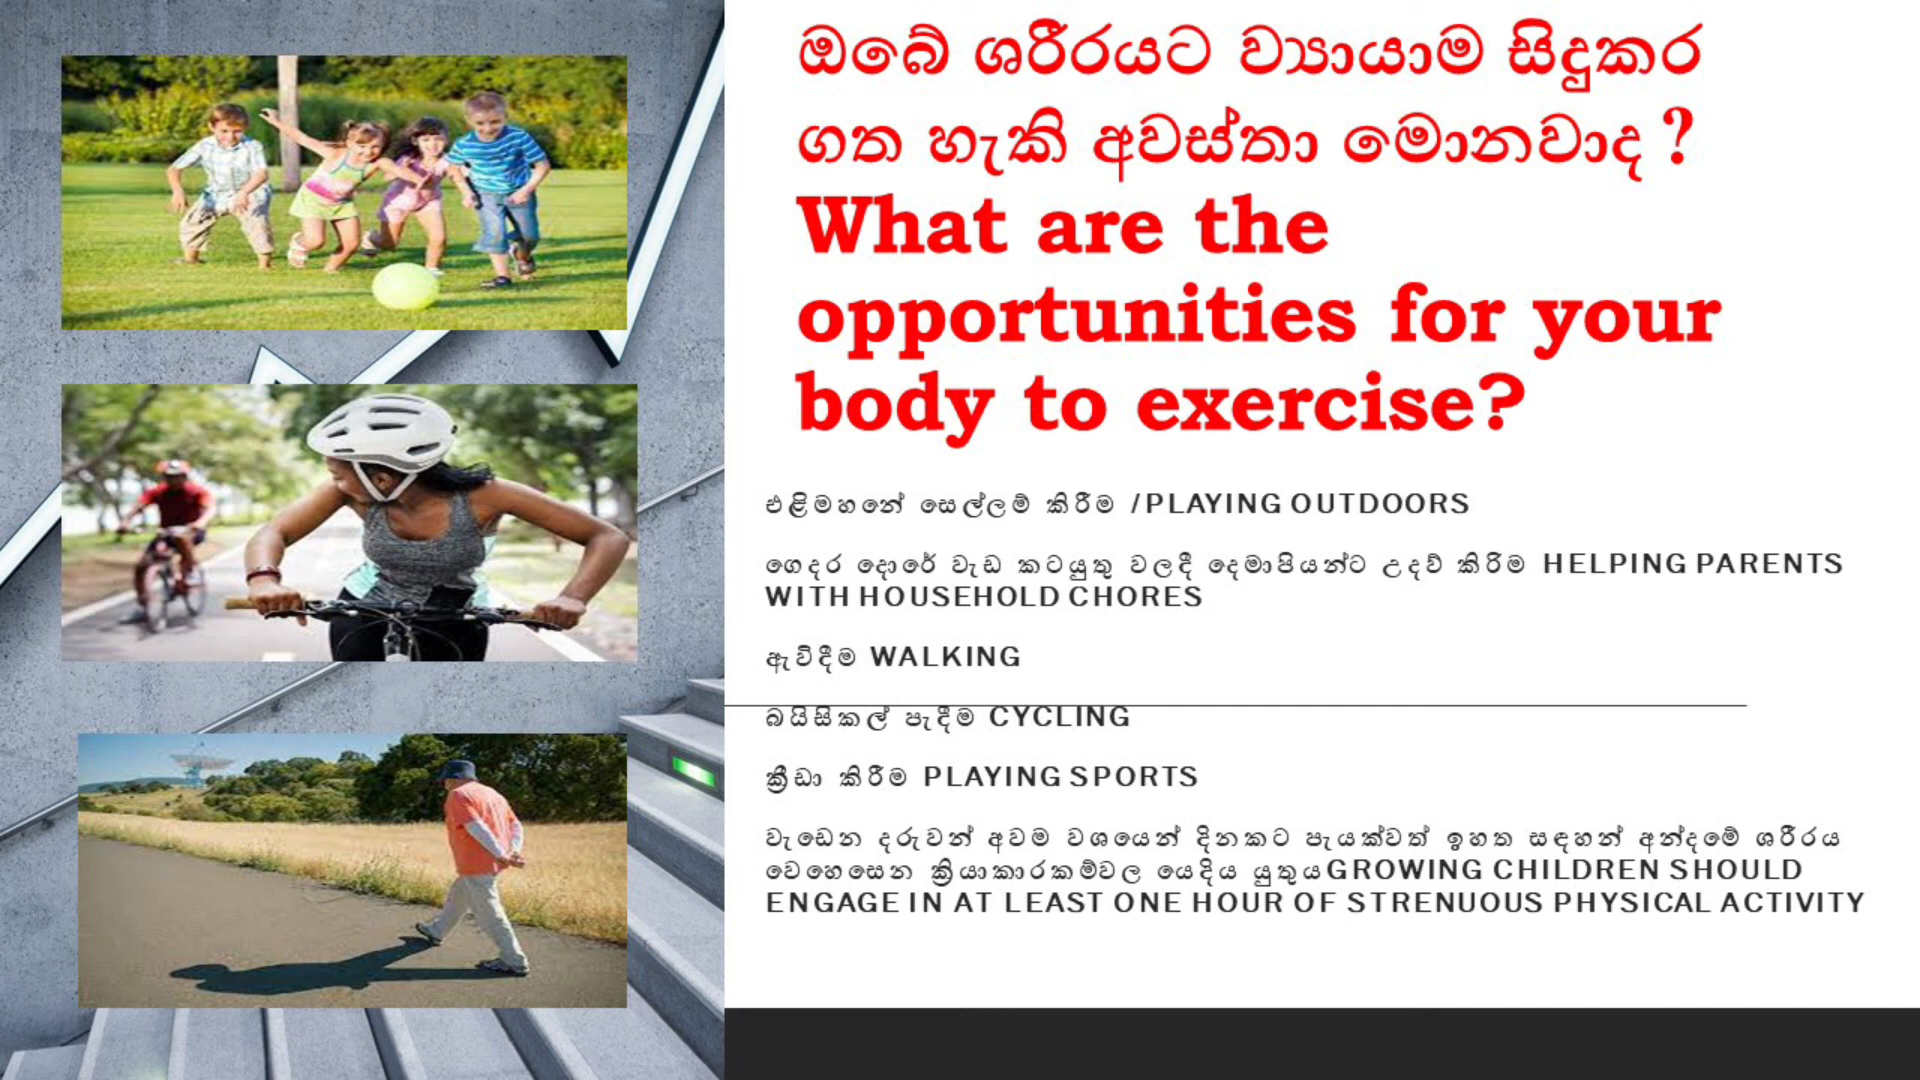 ඔබේ ශරීරයට ව්‍යායාම සිදුකර
ගත හැකි අවස්තා මොනවාද ?
What are the
opportunities for your
body to exercise?
එළිමහනේ සෙල්ලම් කිරීම /PLAYING OUTDOORS
ගෙදර දොරේ වැඩ කටයුතු වලදී දෙමාපියන්ට උදව් කිරිම HELPING PARENTS
WITH HOUSEHOLD CHORES
ඇවිදීම WALKING
බයිසිකල් පැදීම CYCLING
ක්‍රීඩා කිරීම PLAYING SPORTS
වැඩෙන දරුවන් අවම වශයෙන් දිනකට පැයක්වත් ඉහත සඳහන් අන්දමේ ශරීරය
වෙහෙසෙන ක්‍රියාකාරකම්වල යෙදිය යුතුයGROWING CHILDREN SHOULD
ENGAGE IN AT LEAST ONE HOUR OF STRENUOUS PHYSICAL ACTIVITY